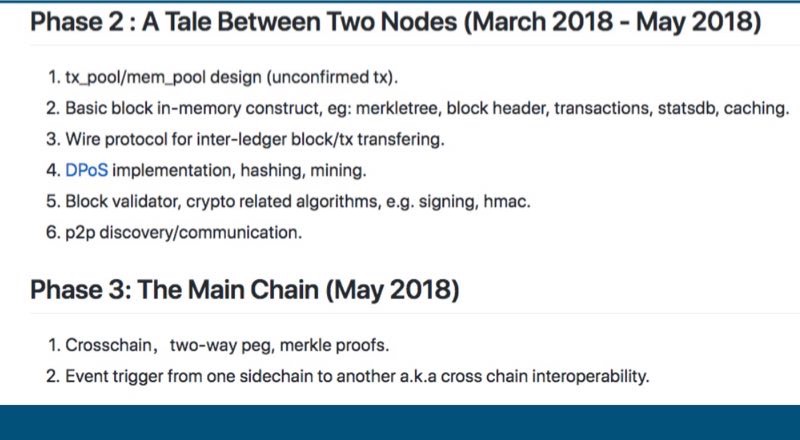 Phase 2 : A Tale Between Two Nodes (March 2018 - May 2018)
1. tx_pool/mem_pool design (unconfirmed tx).
2. Basic block in-memory construct, eg: merkletree, block header, transactions, statsdb, caching.
3. Wire protocol for inter-ledger block/tx transfering.
4. DPoS implementation, hashing, mining.
5. Block validator, crypto related algorithms, e.g. signing, hmac.
6. p2p discovery/communication.
Phase 3: The Main Chain (May 2018)
1. Crosschain，two-way peg, merkle proofs.
2. Event trigger from one sidechain to another a.k.a cross chain interoperability.